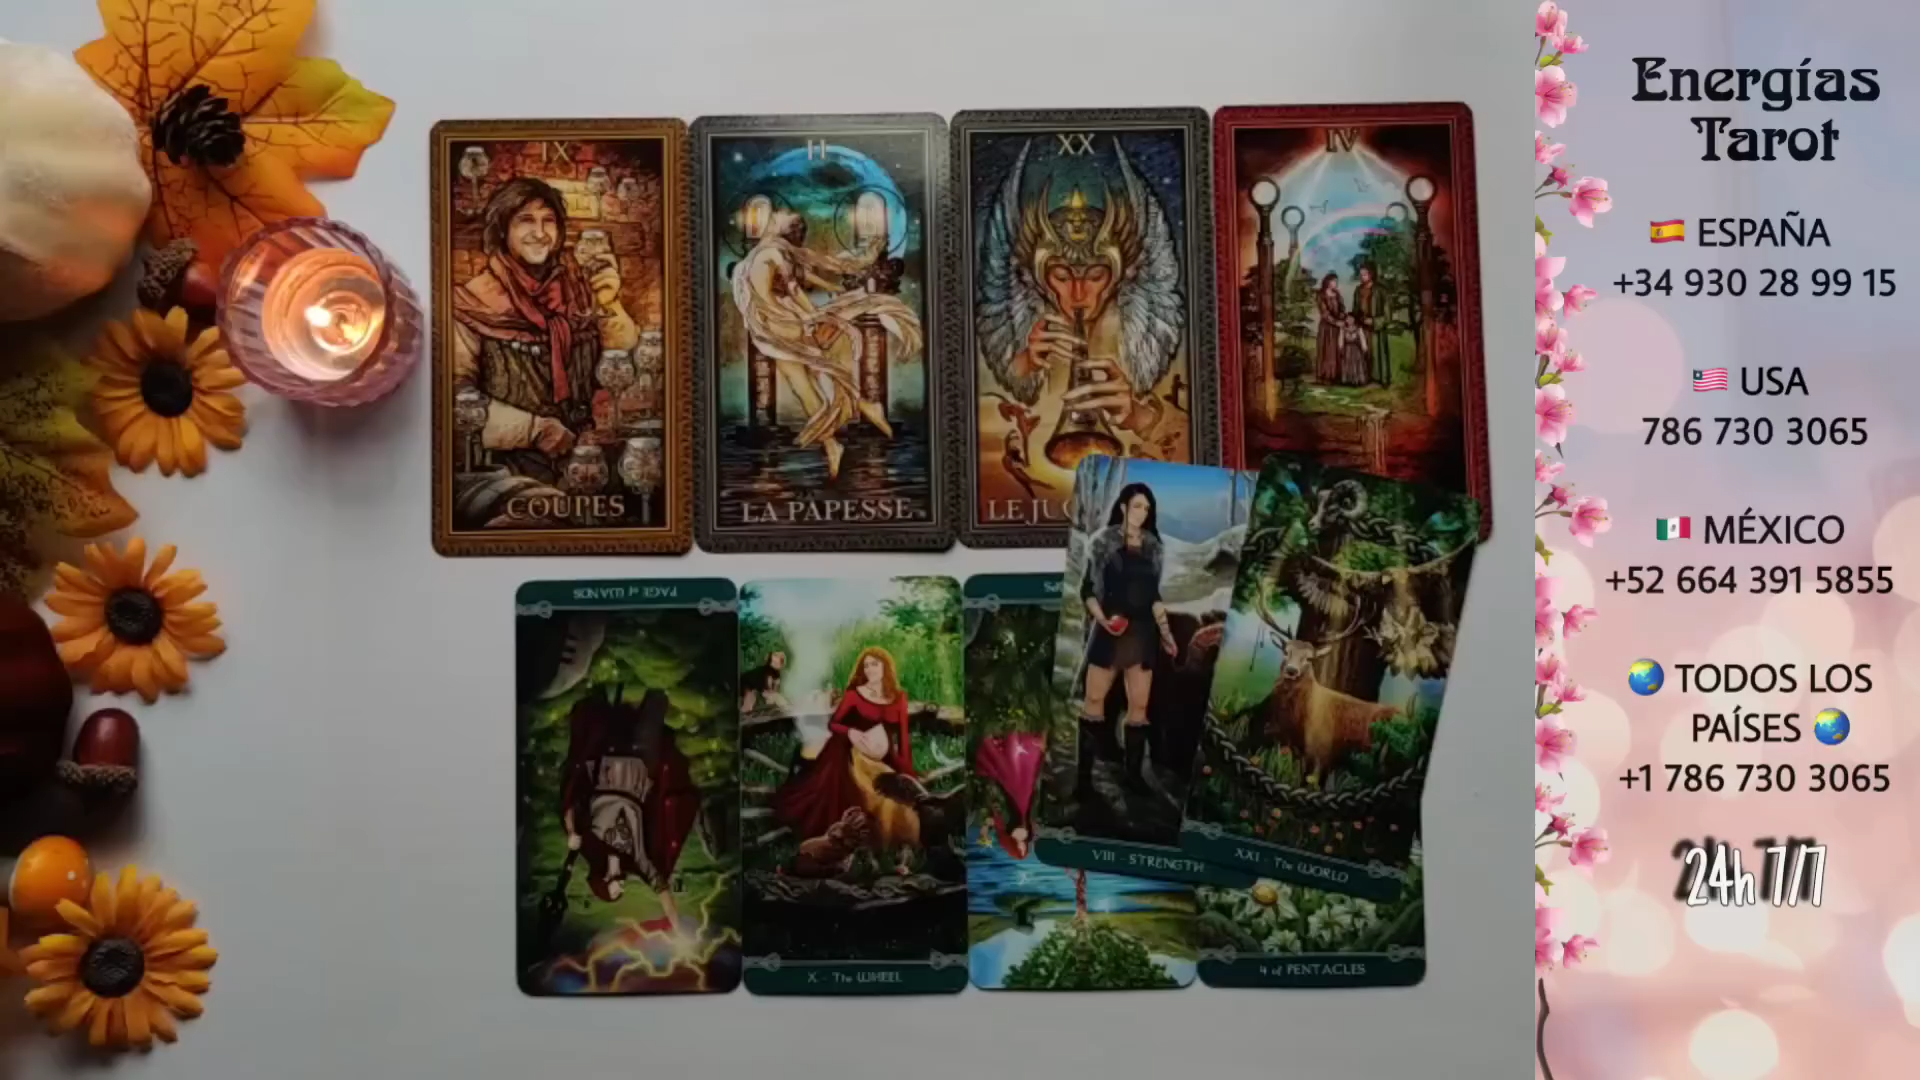 IX
COUPES
II
LA PAPESSE
XX
LE JU
IV
PAGE of WANDS
X - The WHEEL
VIII - STRENGTH
XXI - The WORLD
4 of PENTACLES
Energías
Tarot
🇪🇸 ESPAÑA
+34 930 28 99 15
🇺🇸 USA
786 730 3065
🇲🇽 MÉXICO
+52 664 391 5855
🌏 TODOS LOS
PAÍSES 🌏
+1 786 730 3065
24h 7/7